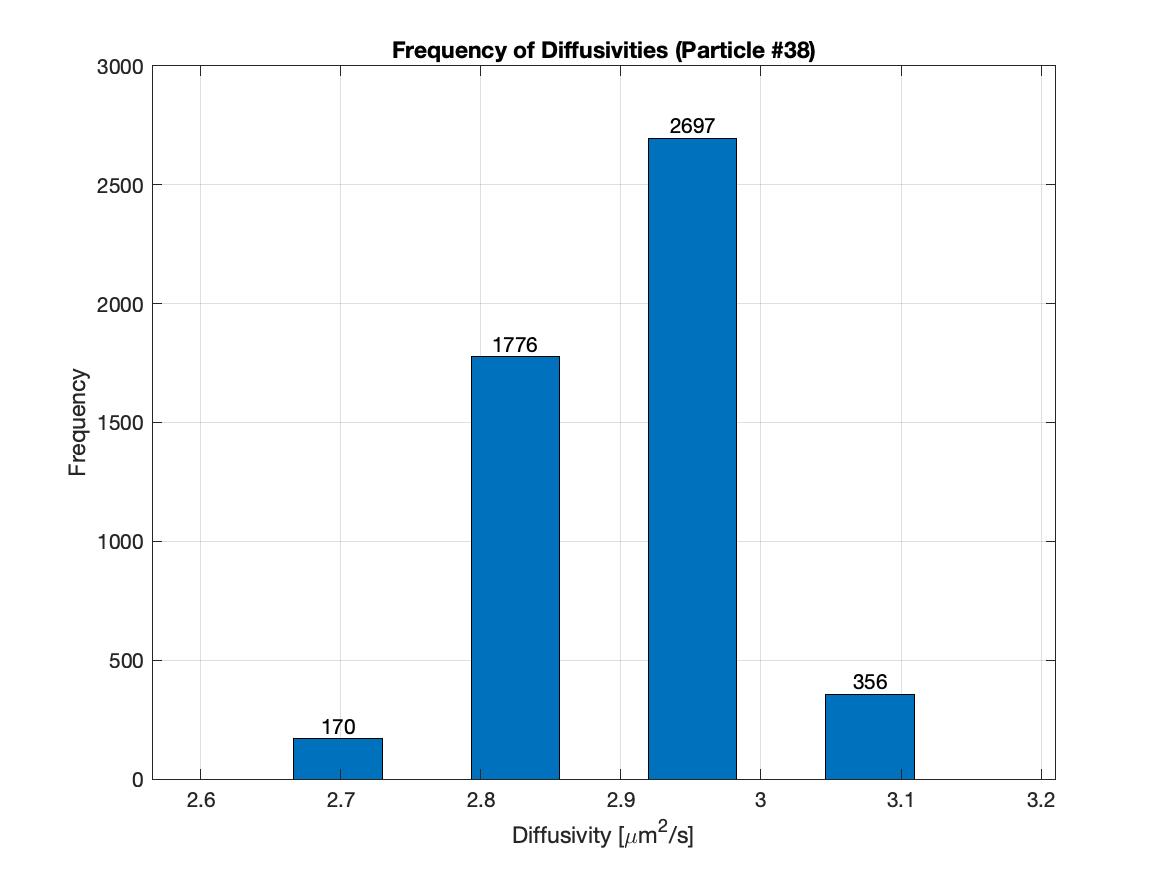 Frequency of Diffusivities (Particle #38)
3000
2500
2000
1500
1000
500
0
Frequency
170
1776
2697
356
2.6 2.7 2.8 2.9 3 3.1 3.2
Diffusivity [μm²/s]